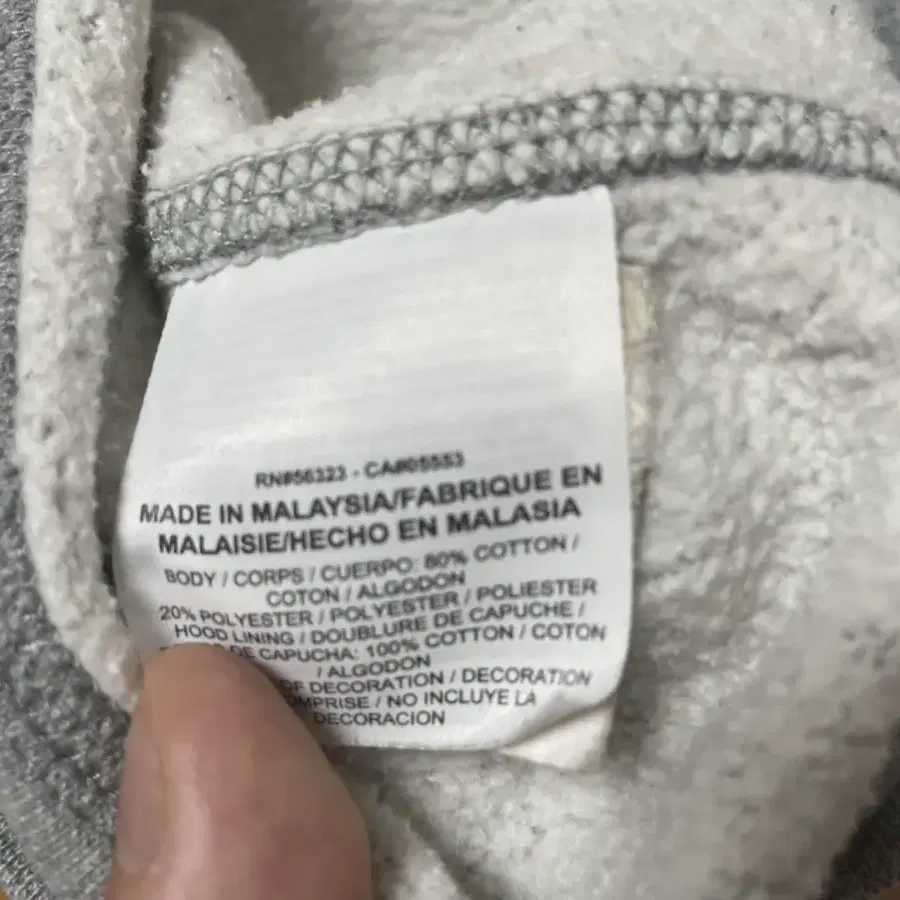 RN#56323 - CA#05553
MADE IN MALAYSIA/FABRIQUE EN
MALAISIE/HECHO EN MALASIA
BODY / CORPS / CUERPO: 80% COTTON /
COTON / ALGODON
20% POLYESTER / POLYESTER / POLIESTER
HOOD LINING / DOUBLURE DE CAPUCHE /
DE CAPUCHA: 100% COTTON / COTON
/ ALGODON
OF DECORATION / DECORATION
OMPRISE / NO INCLUYE LA
DECORACION